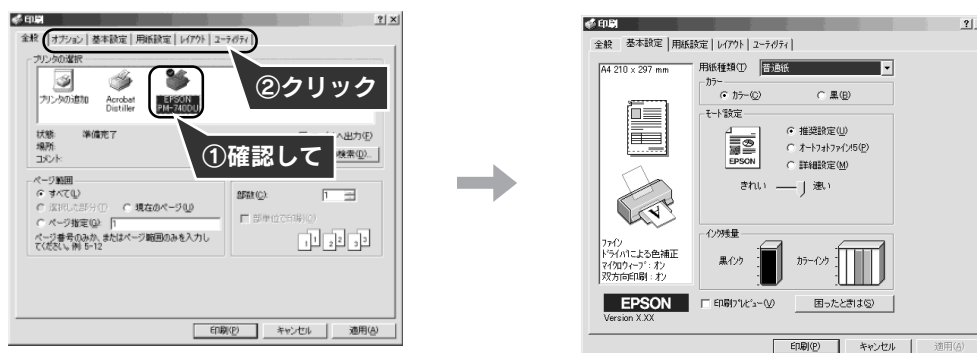 印刷
全般 オプション 基本設定 用紙設定 レイアウト ユーティリティ
プリンタの選択
プリンタの追加
Acrobat Distiller
EPSON PM-740DU
②クリック
状態: 準備完了
場所:
コメント:
へ出力(F)
検索(D)...
①確認して
ページ範囲
すべて(L)
選択した部分(T) 現在のページ(U)
ページ指定(G): 1
ページ番号のみか、またはページ範囲のみを入力し
てください。例: 5-12
部数(C): 1
部単位で印刷(O)
1 1 2 2 3 3
印刷(P) キャンセル 適用(A)
印刷
全般 基本設定 用紙設定 レイアウト ユーティリティ
A4 210 x 297 mm
用紙種類(T) 普通紙
カラー
カラー(C) 黒(B)
モード設定
EPSON
推奨設定(U)
オートフォトファイン!5(P)
詳細設定(M)
きれい 速い
ファイン
ドライバによる色補正
マイクロウィーブ: オン
双方向印刷: オン
インク残量
黒インク カラーインク
EPSON
Version X.XX
印刷プレビュー(V) 困ったときは(S)
印刷(P) キャンセル 適用(A)